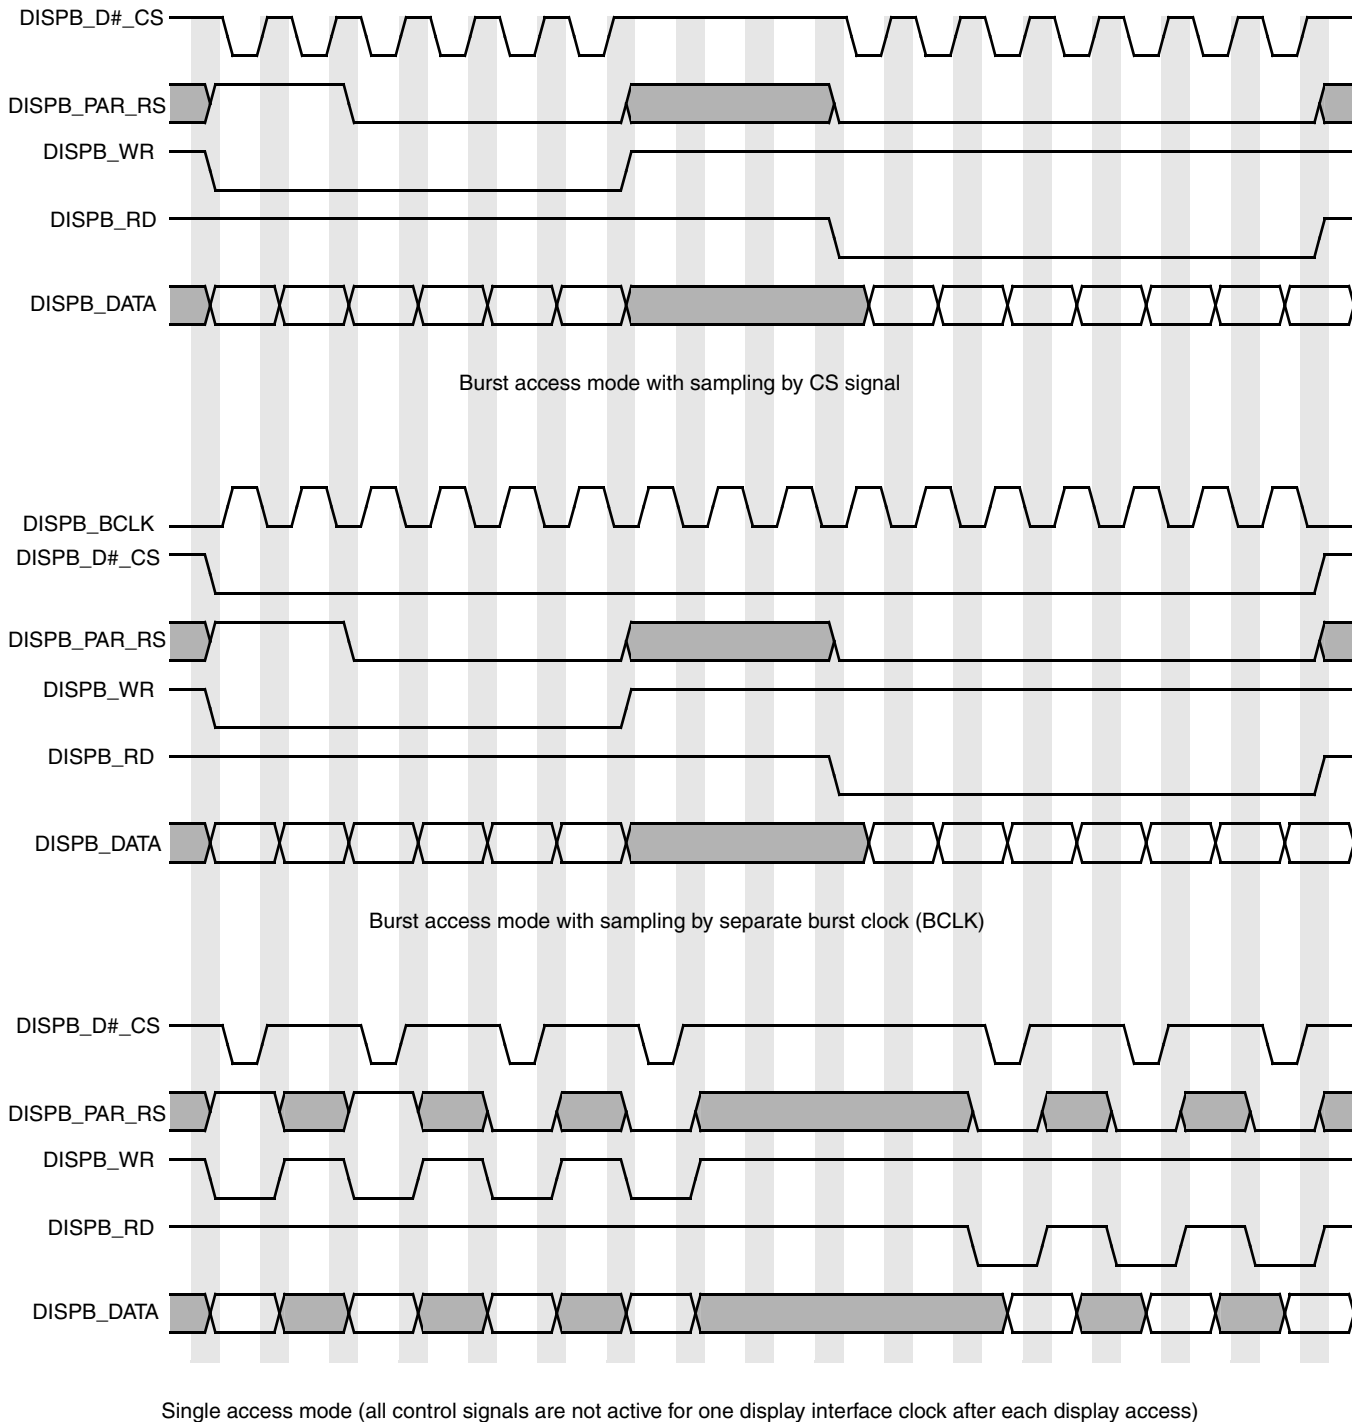 DISPB_D#_CS
DISPB_PAR_RS
DISPB_WR
DISPB_RD
DISPB_DATA
Burst access mode with sampling by CS signal
DISPB_BCLK
DISPB_D#_CS
DISPB_PAR_RS
DISPB_WR
DISPB_RD
DISPB_DATA
Burst access mode with sampling by separate burst clock (BCLK)
DISPB_D#_CS
DISPB_PAR_RS
DISPB_WR
DISPB_RD
DISPB_DATA
Single access mode (all control signals are not active for one display interface clock after each display access)